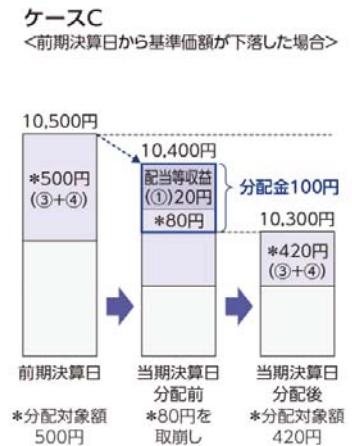 ケースC
<前期決算日から基準価額が下落した場合>
10,500円
*500円
(③+④)
10,400円
配当等収益
(①)20円
*80円
分配金100円
10,300円
*420円
(③+④)
前期決算日
*分配対象額
500円
当期決算日
分配前
*80円を
取崩し
当期決算日
分配後
*分配対象額
420円